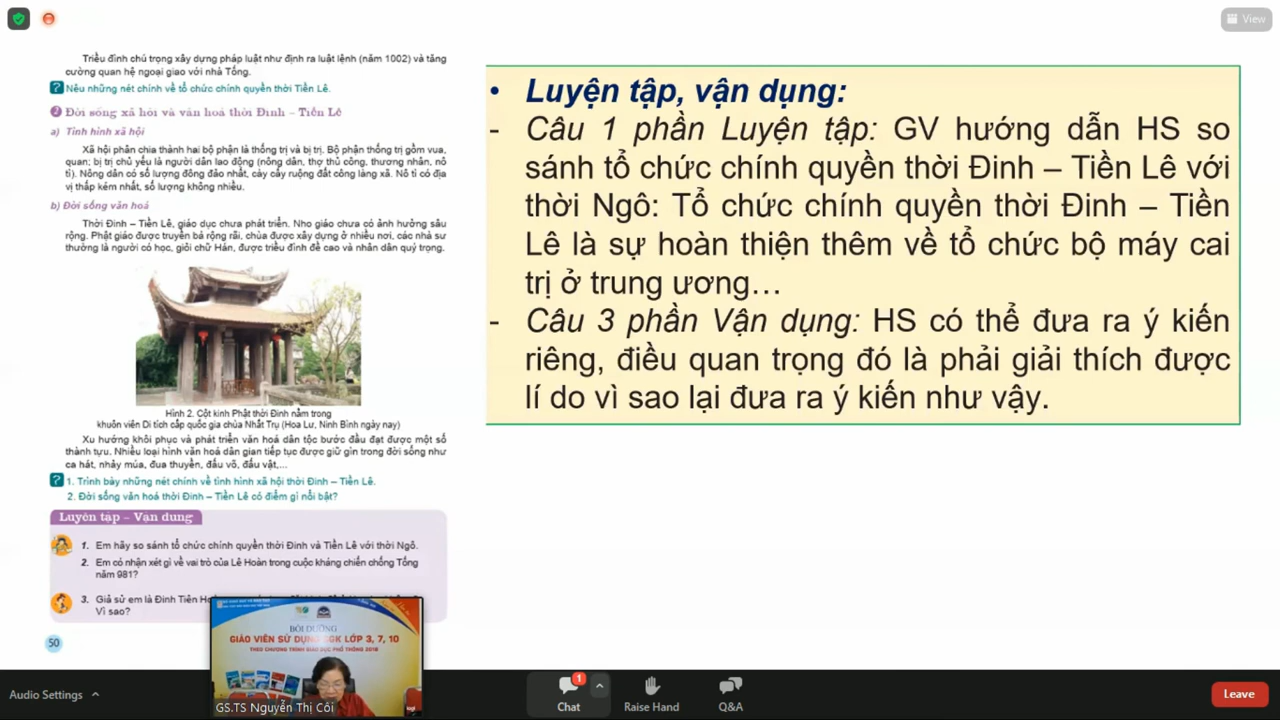 View
Triều đình chú trọng xây dựng pháp luật như định ra luật lệnh (năm 1002) và tăng
cường quan hệ ngoại giao với nhà Tống.
? Nêu những nét chính về tổ chức chính quyền thời Tiền Lê.
2 Đời sống xã hội và văn hoá thời Đinh – Tiền Lê
a) Tình hình xã hội
Xã hội phân chia thành hai bộ phận là thống trị và bị trị. Bộ phận thống trị gồm vua,
quan; bị trị chủ yếu là người dân lao động (nông dân, thợ thủ công, thương nhân, nô
tì). Nông dân có số lượng đông đảo nhất, cày cấy ruộng đất công làng xã. Nô tì có địa
vị thấp kém nhất, số lượng không nhiều.
b) Đời sống văn hoá
Thời Đinh – Tiền Lê, giáo dục chưa phát triển. Nho giáo chưa có ảnh hưởng sâu
rộng. Phật giáo được truyền bá rộng rãi, chùa được xây dựng ở nhiều nơi, các nhà sư
thường là người có học, giỏi chữ Hán, được triều đình đề cao và nhân dân quý trọng.
Hình 2. Cột kinh Phật thời Đinh nằm trong
khuôn viên Di tích cấp quốc gia chùa Nhất Trụ (Hoa Lư, Ninh Bình ngày nay)
Xu hướng khôi phục và phát triển văn hoá dân tộc bước đầu đạt được một số
thành tựu. Nhiều loại hình văn hoá dân gian tiếp tục được giữ gìn trong đời sống như
ca hát, nhảy múa, đua thuyền, đấu võ, đấu vật,...
? 1. Trình bày những nét chính về tình hình xã hội thời Đinh – Tiền Lê.
2. Đời sống văn hoá thời Đinh – Tiền Lê có điểm gì nổi bật?
Luyện tập – Vận dụng
1. Em hãy so sánh tổ chức chính quyền thời Đinh và Tiền Lê với thời Ngô.
2. Em có nhận xét gì về vai trò của Lê Hoàn trong cuộc kháng chiến chống Tống
năm 981?
3. Giả sử em là Đinh Tiên
Vì sao?
50
• Luyện tập, vận dụng:
- Câu 1 phần Luyện tập: GV hướng dẫn HS so
sánh tổ chức chính quyền thời Đinh – Tiền Lê với
thời Ngô: Tổ chức chính quyền thời Đinh – Tiền
Lê là sự hoàn thiện thêm về tổ chức bộ máy cai
trị ở trung ương…
- Câu 3 phần Vận dụng: HS có thể đưa ra ý kiến
riêng, điều quan trọng đó là phải giải thích được
lí do vì sao lại đưa ra ý kiến như vậy.
BỒI DƯỠNG
GIÁO VIÊN SỬ DỤNG SGK LỚP 3, 7, 10
THEO CHƯƠNG TRÌNH GIÁO DỤC PHỔ THÔNG 2018
GS.TS Nguyễn Thị Côi
Audio Settings
1
Chat
Raise Hand
Q&A
Leave